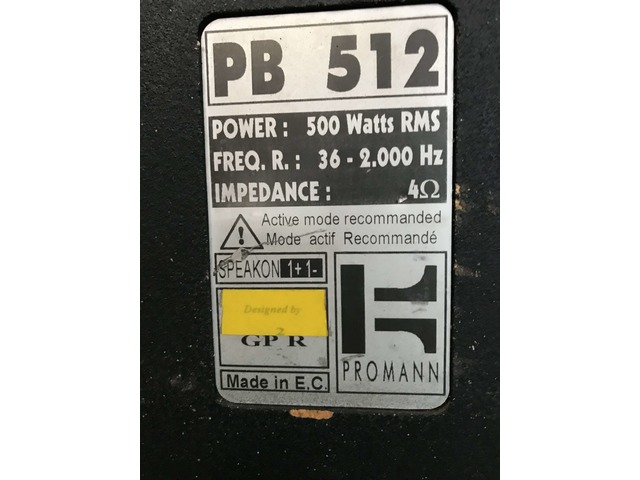 PB 512
POWER : 500 Watts RMS
FREQ. R. : 36 - 2.000 Hz
IMPEDANCE : 4Ω
Active mode recommanded
Mode actif Recommandé
SPEAKON 1+1-
Designed by
2
GP R
Made in E.C.
PROMANN